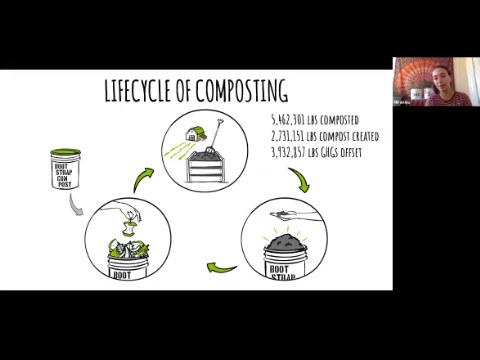 LIFECYCLE OF COMPOSTING
5,462,301 LBS COMPOSTED
2,731,151 LBS COMPOST CREATED
3,932,857 LBS GHGS OFFSET
BOOT
STRAP
COM
POST
BOOT
BOOT
STRAP